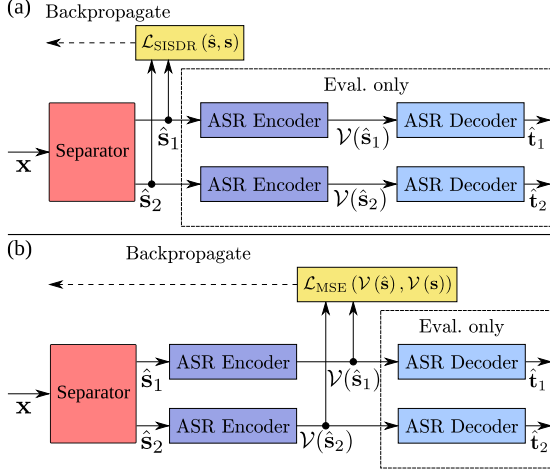 (a)
Backpropagate
ℒ_SISDR (ŝ, s)
Eval. only
Separator
ASR Encoder
ASR Decoder
x
ŝ₁
𝒱(ŝ₁)
t̂₁
ASR Encoder
ASR Decoder
ŝ₂
𝒱(ŝ₂)
t̂₂
(b)
Backpropagate
ℒ_MSE (𝒱(ŝ), 𝒱(s))
Eval. only
Separator
ASR Encoder
ASR Decoder
x
ŝ₁
𝒱(ŝ₁)
t̂₁
ASR Encoder
ASR Decoder
ŝ₂
𝒱(ŝ₂)
t̂₂